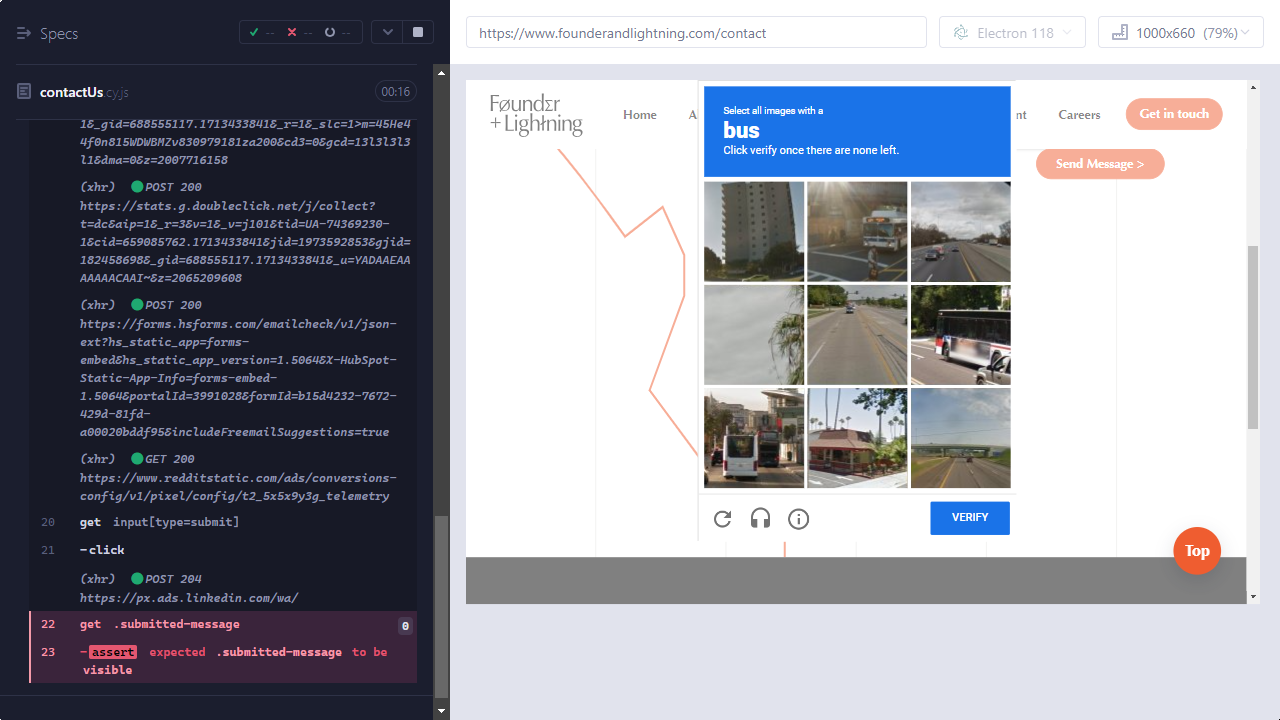 Specs
--
--
--
contactUs.cy.js
00:16
1&_gid=688555117.1713433841&_r=1&_slc=1>m=45He4
4f0n815WDWBMZv830979181za200&cd3=0&gcd=13l3l3l3
l1&dma=0&z=2007716158
(xhr) POST 200
https://stats.g.doubleclick.net/j/collect?
t=dc&aip=1&_r=3&v=1&_v=j101&tid=UA-74369230-
1&cid=659085762.1713433841&jid=1973592853&gjid=
182458698&_gid=688555117.1713433841&_u=YADAAEAA
AAAAACAAI~&z=2065209608
(xhr) POST 200
https://forms.hsforms.com/emailcheck/v1/json-
ext?hs_static_app=forms-
embed&hs_static_app_version=1.5064&X-HubSpot-
Static-App-Info=forms-embed-
1.5064&portalId=3991028&formId=b15d4232-7672-
429d-81fd-
a00020bddf95&includeFreemailSuggestions=true
(xhr) GET 200
https://www.redditstatic.com/ads/conversions-
config/v1/pixel/config/t2_5x5x9y3g_telemetry
20 get input[type=submit]
21 -click
(xhr) POST 204
https://px.ads.linkedin.com/wa/
22 get .submitted-message 0
23 -assert expected .submitted-message to be
visible
https://www.founderandlightning.com/contact
Electron 118
1000x660 (79%)
Föundɛr
+ Lightning
Home
A
nt
Careers
Get in touch
Send Message >
Select all images with a
bus
Click verify once there are none left.
VERIFY
Top